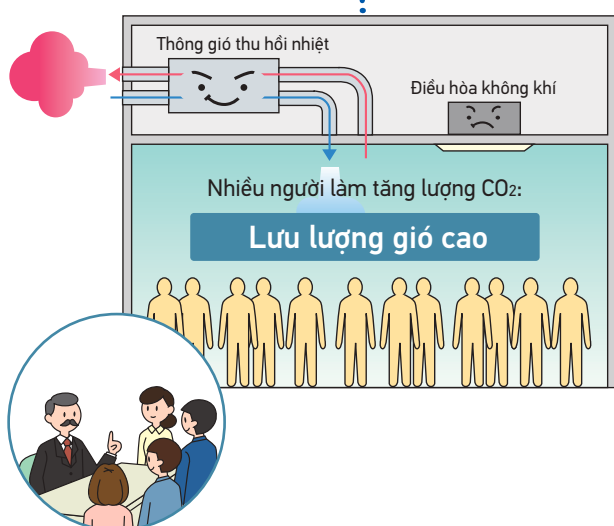 Thông gió thu hồi nhiệt
Điều hòa không khí
Nhiều người làm tăng lượng CO₂:
Lưu lượng gió cao